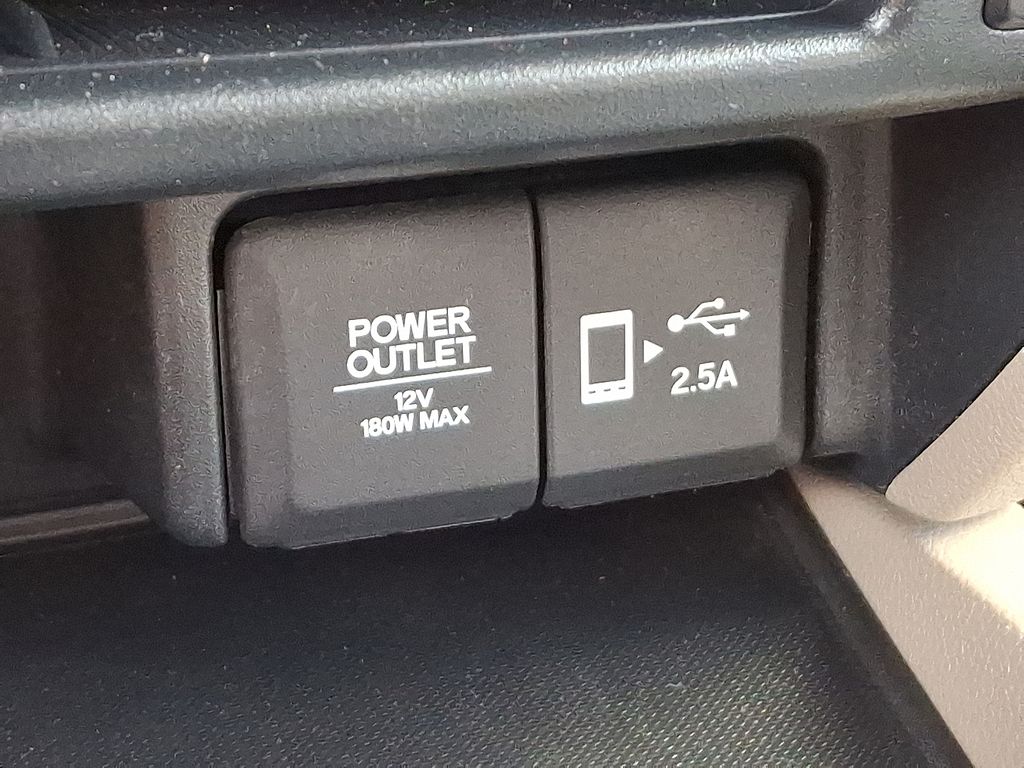 POWER
OUTLET
12V
180W MAX
2.5A